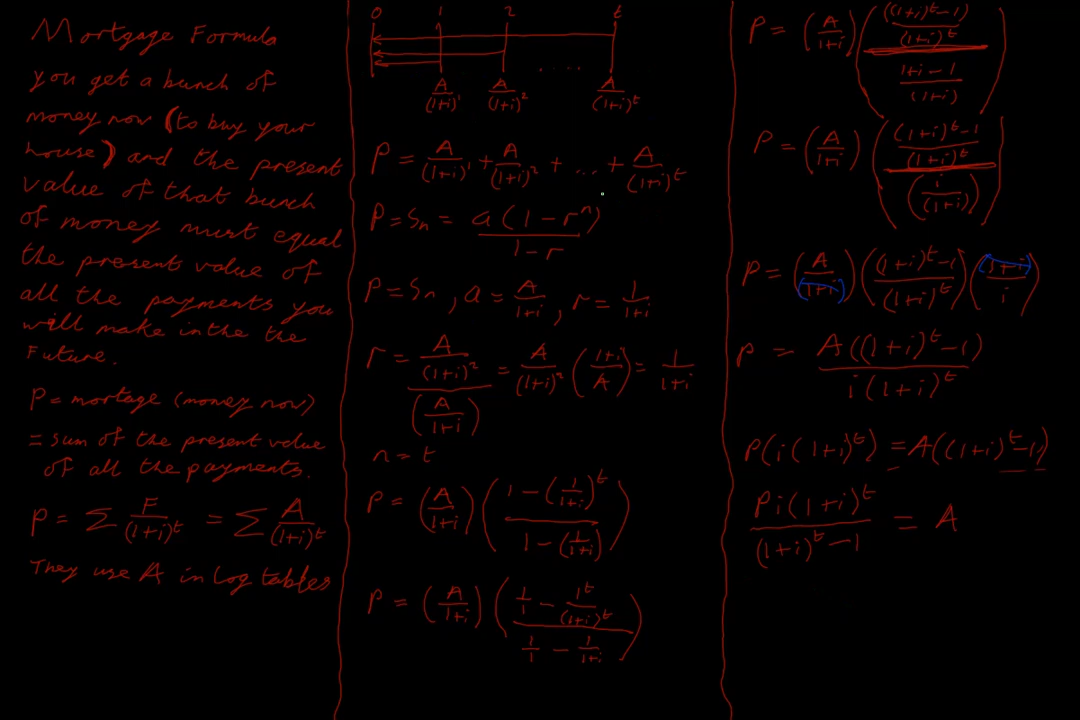 Mortgage Formula
you get a bunch of
money now (to buy your
house) and the present
value of that bunch
of money must equal
the present value of
all the payments you
will make in the the
Future.
P = mortage (money now)
= sum of the present value
of all the payments.
P = Σ F/(1+i)^t = Σ A/(1+i)^t
They use A in log tables
0 1 2 t
A/(1+i)^1 A/(1+i)^2 .... A/(1+i)^t
P = A/(1+i)^1 + A/(1+i)^2 + ... + A/(1+i)^t
P = Sn = a(1 - r^n)/(1 - r)
P = Sn, a = A/(1+i), r = 1/(1+i)
r = (A/(1+i)^2)/(A/(1+i)) = A/(1+i)^2 ((1+i)/A) = 1/(1+i)
n = t
P = (A/(1+i)) ((1 - (1/(1+i))^t)/(1 - (1/(1+i))))
P = (A/(1+i)) ((1/1 - 1^t/(1+i)^t)/(1/1 - 1/(1+i)))
P = (A/(1+i)) ((((1+i)^t - 1)/(1+i)^t)/((1+i - 1)/(1+i)))
P = (A/(1+i)) ((((1+i)^t - 1)/(1+i)^t)/(i/(1+i)))
P = (A/(1+i)) (((1+i)^t - 1)/(1+i)^t) ((1+i)/i)
P = A((1+i)^t - 1)/(i(1+i)^t)
P(i(1+i)^t) = A((1+i)^t - 1)
Pi(1+i)^t/((1+i)^t - 1) = A